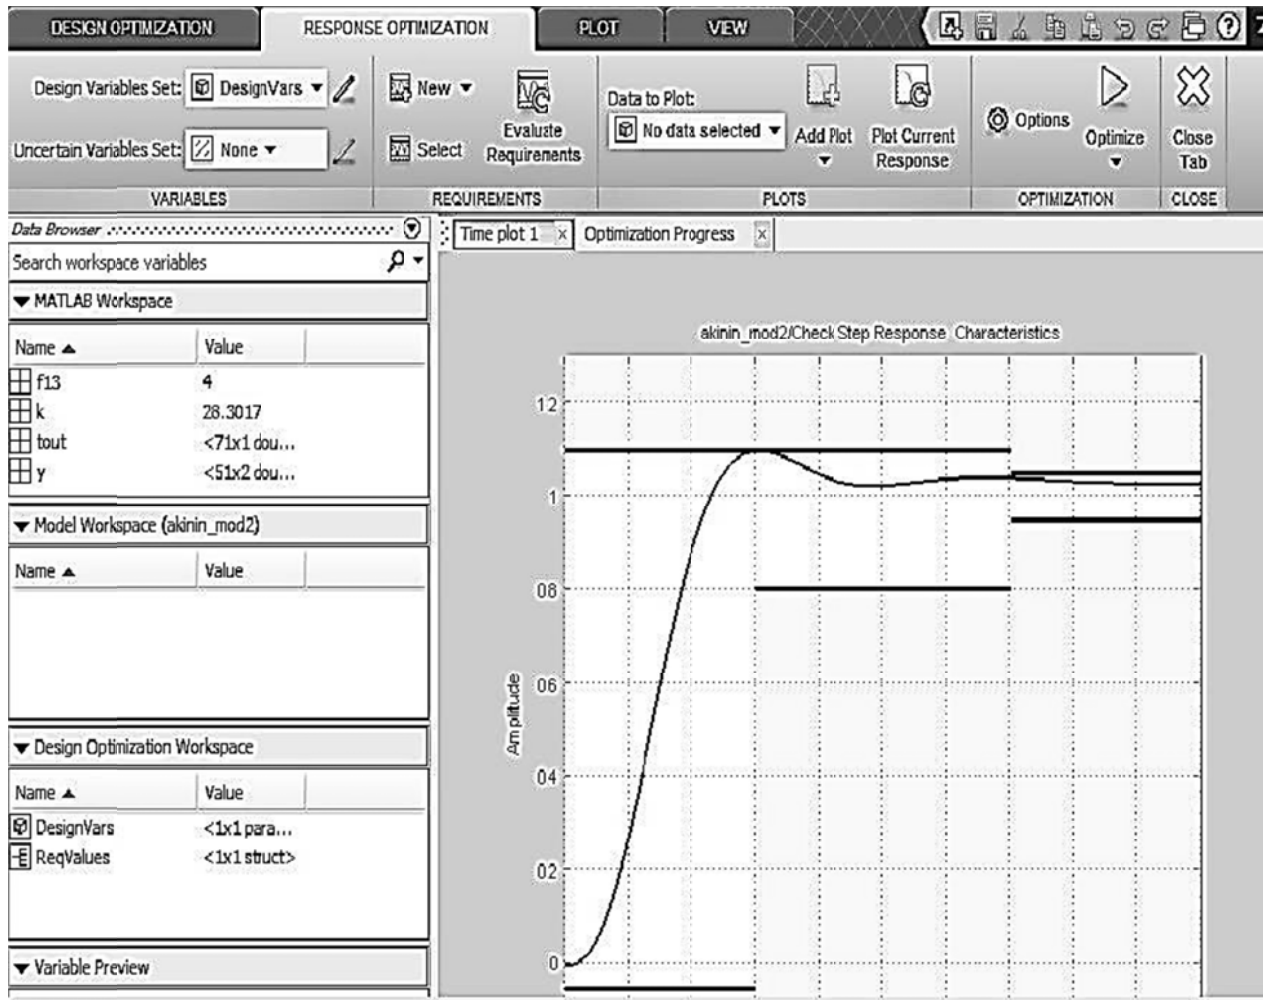 DESIGN OPTIMIZATION RESPONSE OPTIMIZATION PLOT VIEW
Design Variables Set: DesignVars
Uncertain Variables Set: None
VARIABLES
New
Select
Evaluate
Requirements
REQUIREMENTS
Data to Plot:
No data selected
Add Plot
Plot Current
Response
PLOTS
Options
Optimize
OPTIMIZATION
Close
Tab
CLOSE
Data Browser
Search workspace variables
MATLAB Workspace
Name Value
f13 4
k 28.3017
tout <71x1 dou...
y <51x2 dou...
Model Workspace (akinin_mod2)
Name Value
Design Optimization Workspace
Name Value
DesignVars <1x1 para...
ReqValues <1x1 struct>
Variable Preview
Time plot 1 x Optimization Progress x
akinin_mod2/Check Step Response Characteristics
Amplitude
12
1
08
06
04
02
0